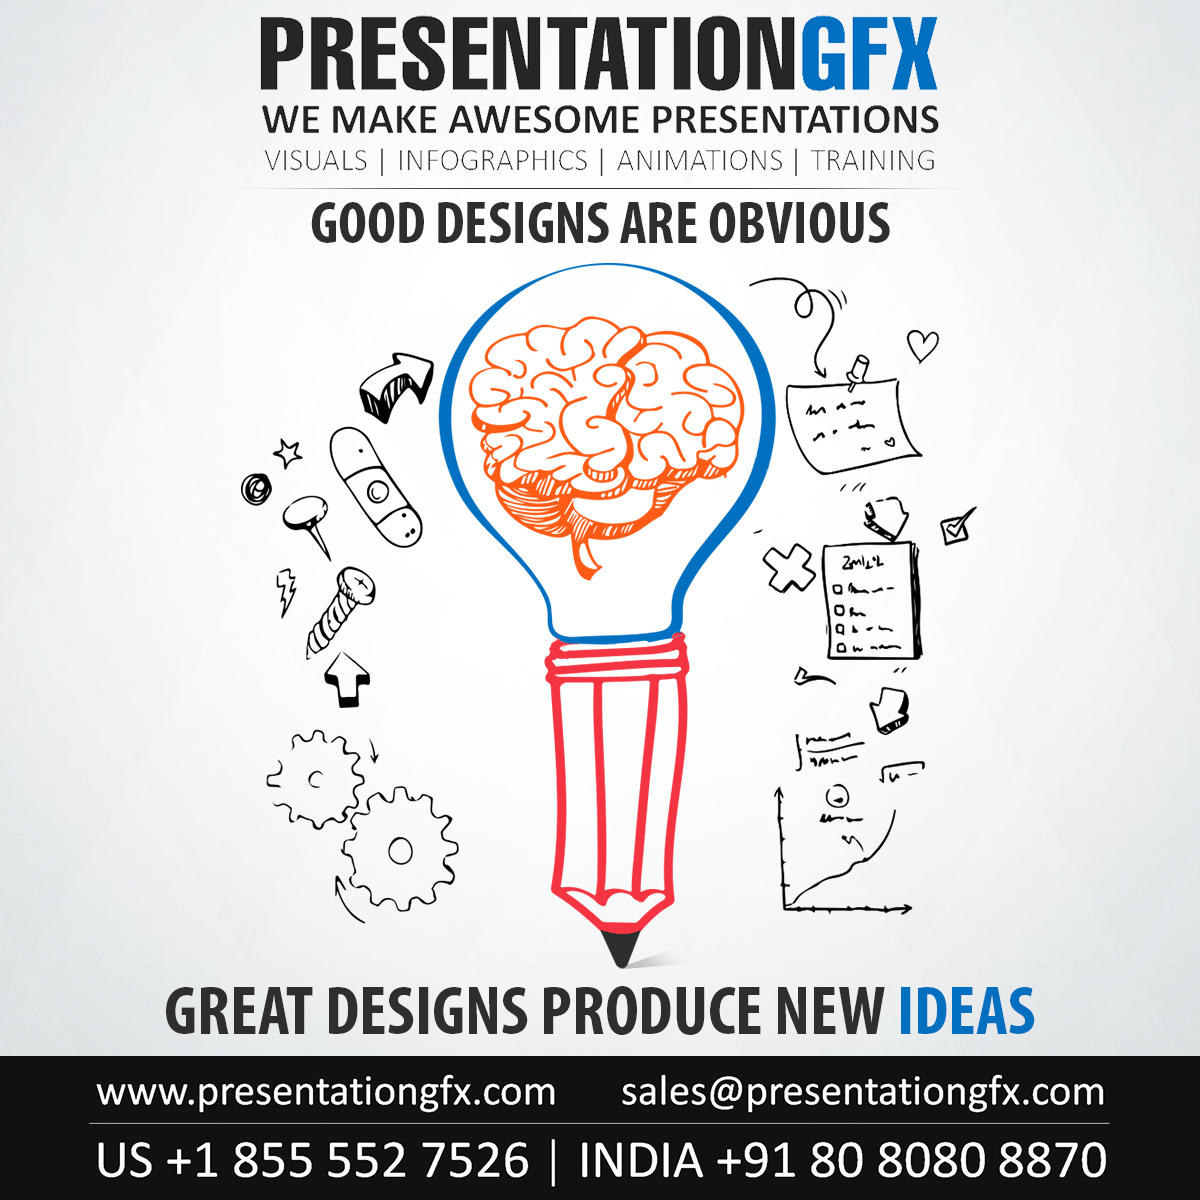 PRESENTATIONGFX
WE MAKE AWESOME PRESENTATIONS
VISUALS | INFOGRAPHICS | ANIMATIONS | TRAINING
GOOD DESIGNS ARE OBVIOUS
GREAT DESIGNS PRODUCE NEW IDEAS
www.presentationgfx.com sales@presentationgfx.com
US +1 855 552 7526 | INDIA +91 80 8080 8870